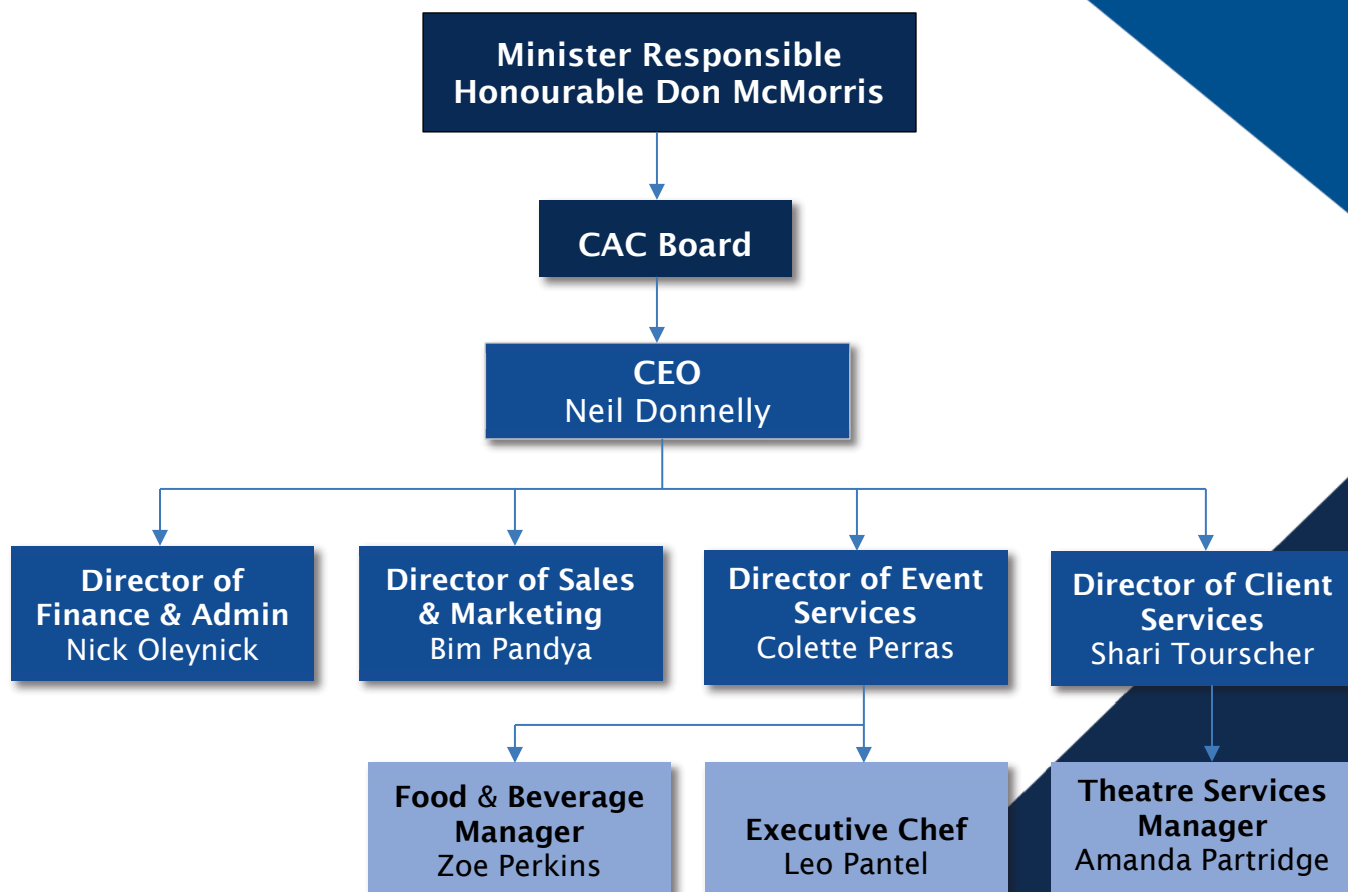 Minister Responsible
Honourable Don McMorris
CAC Board
CEO
Neil Donnelly
Director of
Finance & Admin
Nick Oleynick
Director of Sales
& Marketing
Bim Pandya
Director of Event
Services
Colette Perras
Director of Client
Services
Shari Tourscher
Food & Beverage
Manager
Zoe Perkins
Executive Chef
Leo Pantel
Theatre Services
Manager
Amanda Partridge